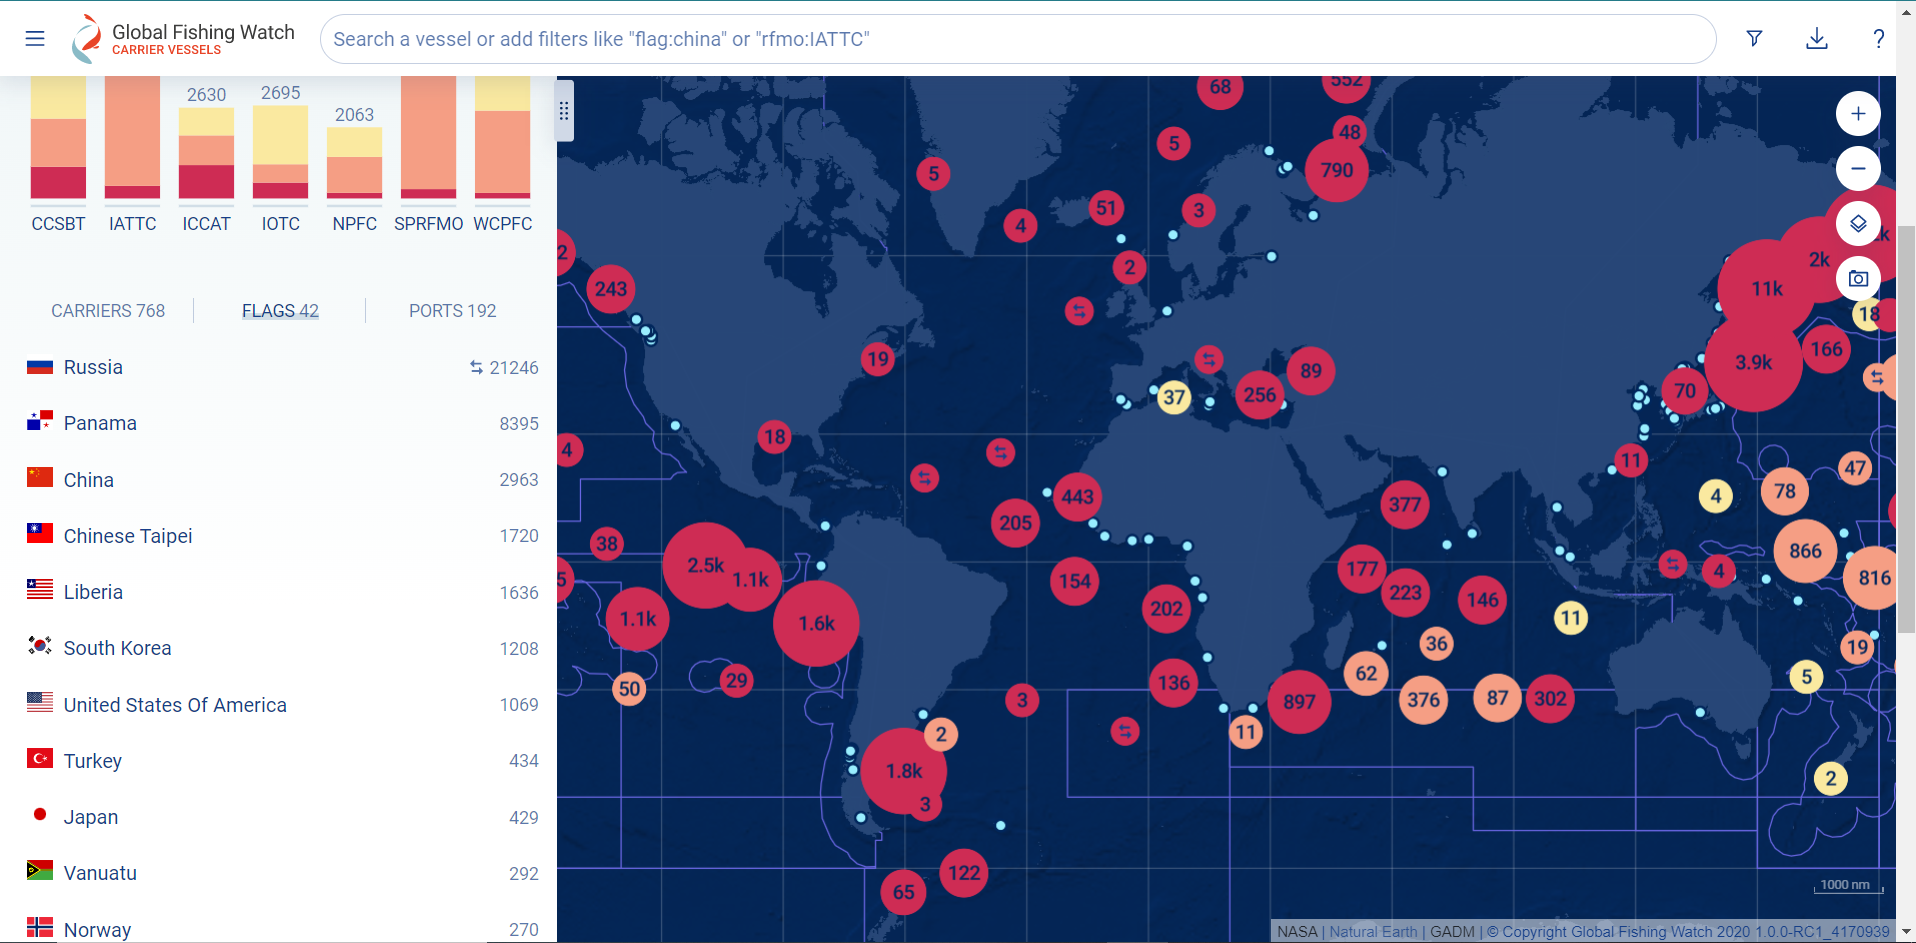 Global Fishing Watch
CARRIER VESSELS
Search a vessel or add filters like "flag:china" or "rfmo:IATTC"
?
2630
2695
2063
CCSBT IATTC ICCAT IOTC NPFC SPRFMO WCPFC
CARRIERS 768 FLAGS 42 PORTS 192
Russia 21246
Panama 8395
China 2963
Chinese Taipei 1720
Liberia 1636
South Korea 1208
United States Of America 1069
Turkey 434
Japan 429
Vanuatu 292
Norway 270
68
552
48
5
790
5
51
3
4
2
2
243
2k
11k
18
166
3.9k
19
89
256
37
70
18
4
11
47
4
78
443
205
377
38
866
2.5k
1.1k
5
154
177
4
816
223
146
202
1.1k
1.6k
11
36
19
50
29
136
62
5
3
897
376
87
302
2
11
1.8k
3
2
122
65
1000 nm
NASA | Natural Earth | GADM | © Copyright Global Fishing Watch 2020 1.0.0-RC1_4170939